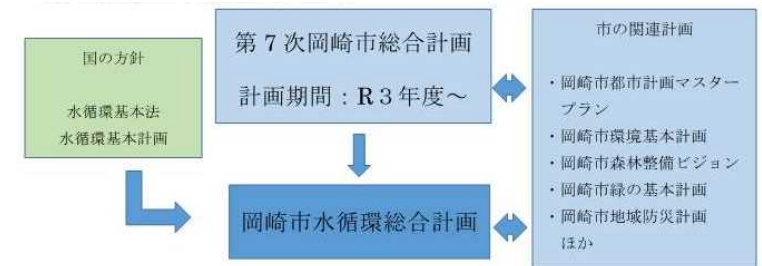 国の方針
水循環基本法
水循環基本計画
第7次岡崎市総合計画
計画期間：R３年度～
岡崎市水循環総合計画
市の関連計画
・岡崎市都市計画マスター
プラン
・岡崎市環境基本計画
・岡崎市森林整備ビジョン
・岡崎市緑の基本計画
・岡崎市地域防災計画
ほか